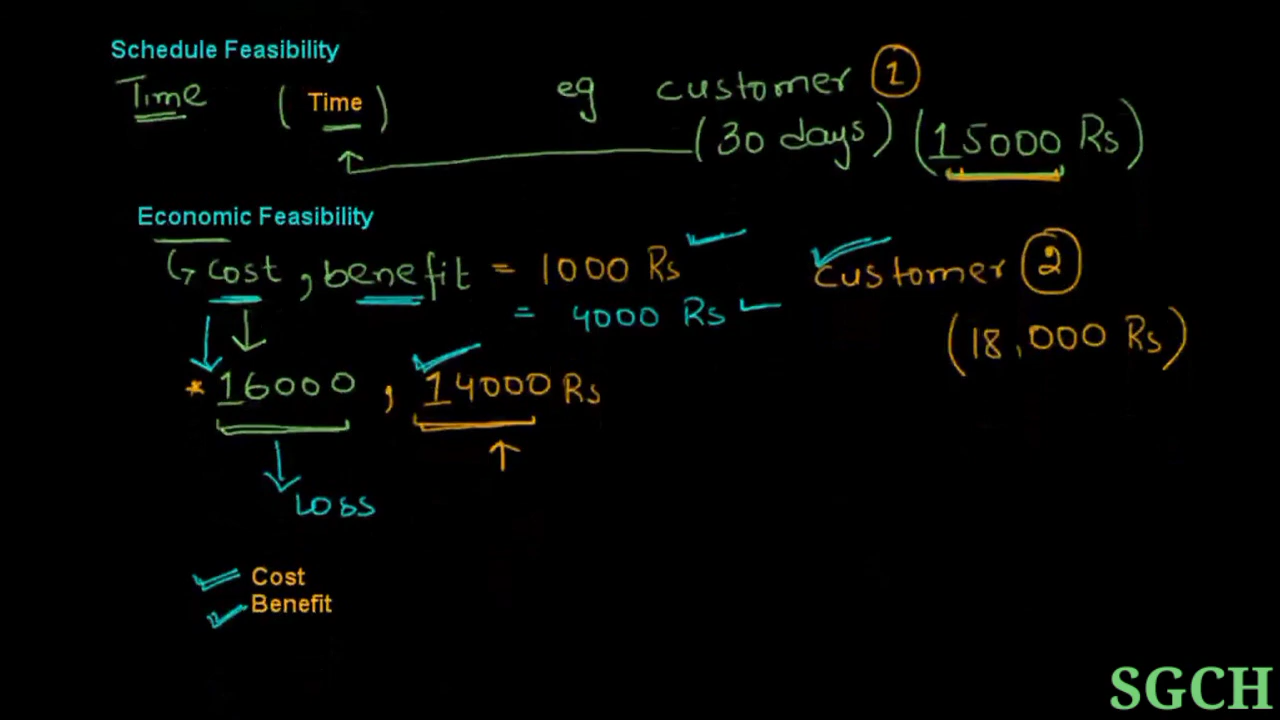 Schedule Feasibility
Time ( Time ) eg customer 1
(30 days) (15000 Rs)
Economic Feasibility
↳ cost , benefit = 1000 Rs ✓ ✓ customer 2
= 4000 Rs ✓ (18,000 Rs)
* 16000 , 14000 Rs
Loss
✓ Cost
✓ Benefit
SGCH